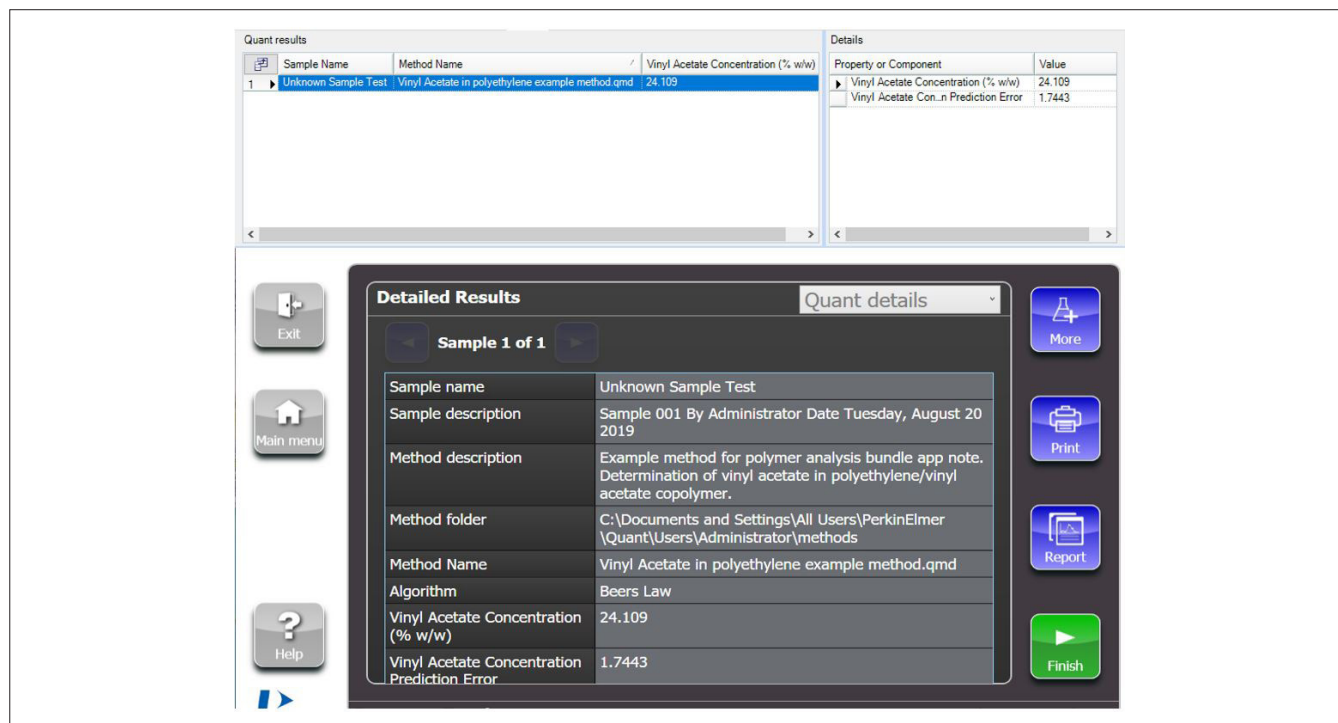 Quant results
Details
Sample Name Method Name Vinyl Acetate Concentration (% w/w)
Property or Component Value
1 Unknown Sample Test Vinyl Acetate in polyethylene example method.qmd 24.109
Vinyl Acetate Concentration (% w/w) 24.109
Vinyl Acetate Con...n Prediction Error 1.7443
Exit
Main menu
Help
Detailed Results
Quant details
Sample 1 of 1
Sample name Unknown Sample Test
Sample description Sample 001 By Administrator Date Tuesday, August 20
2019
Method description Example method for polymer analysis bundle app note.
Determination of vinyl acetate in polyethylene/vinyl
acetate copolymer.
Method folder C:\Documents and Settings\All Users\PerkinElmer
\Quant\Users\Administrator\methods
Method Name Vinyl Acetate in polyethylene example method.qmd
Algorithm Beers Law
Vinyl Acetate Concentration 24.109
(% w/w)
Vinyl Acetate Concentration 1.7443
Prediction Error
More
Print
Report
Finish